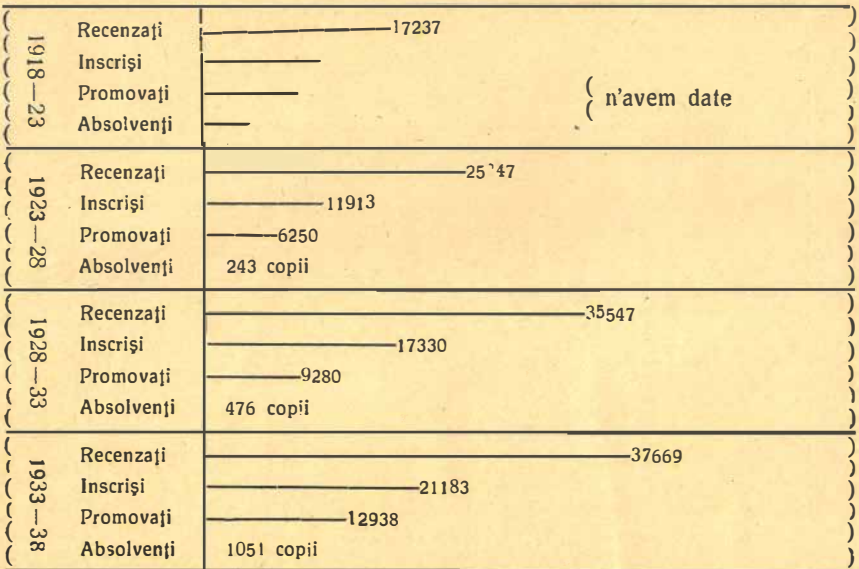 1918—23
Recenzați 17237
Inscriși
Promovați
Absolvenți
n'avem date
1923—28
Recenzați
Inscriși 11913
Promovați 6250
Absolvenți 243 copii
1928—33
Recenzați 35547
Inscriși 17330
Promovați 9280
Absolvenți 476 copii
1933—38
Recenzați 37669
Inscriși 21183
Promovați 12938
Absolvenți 1051 copii